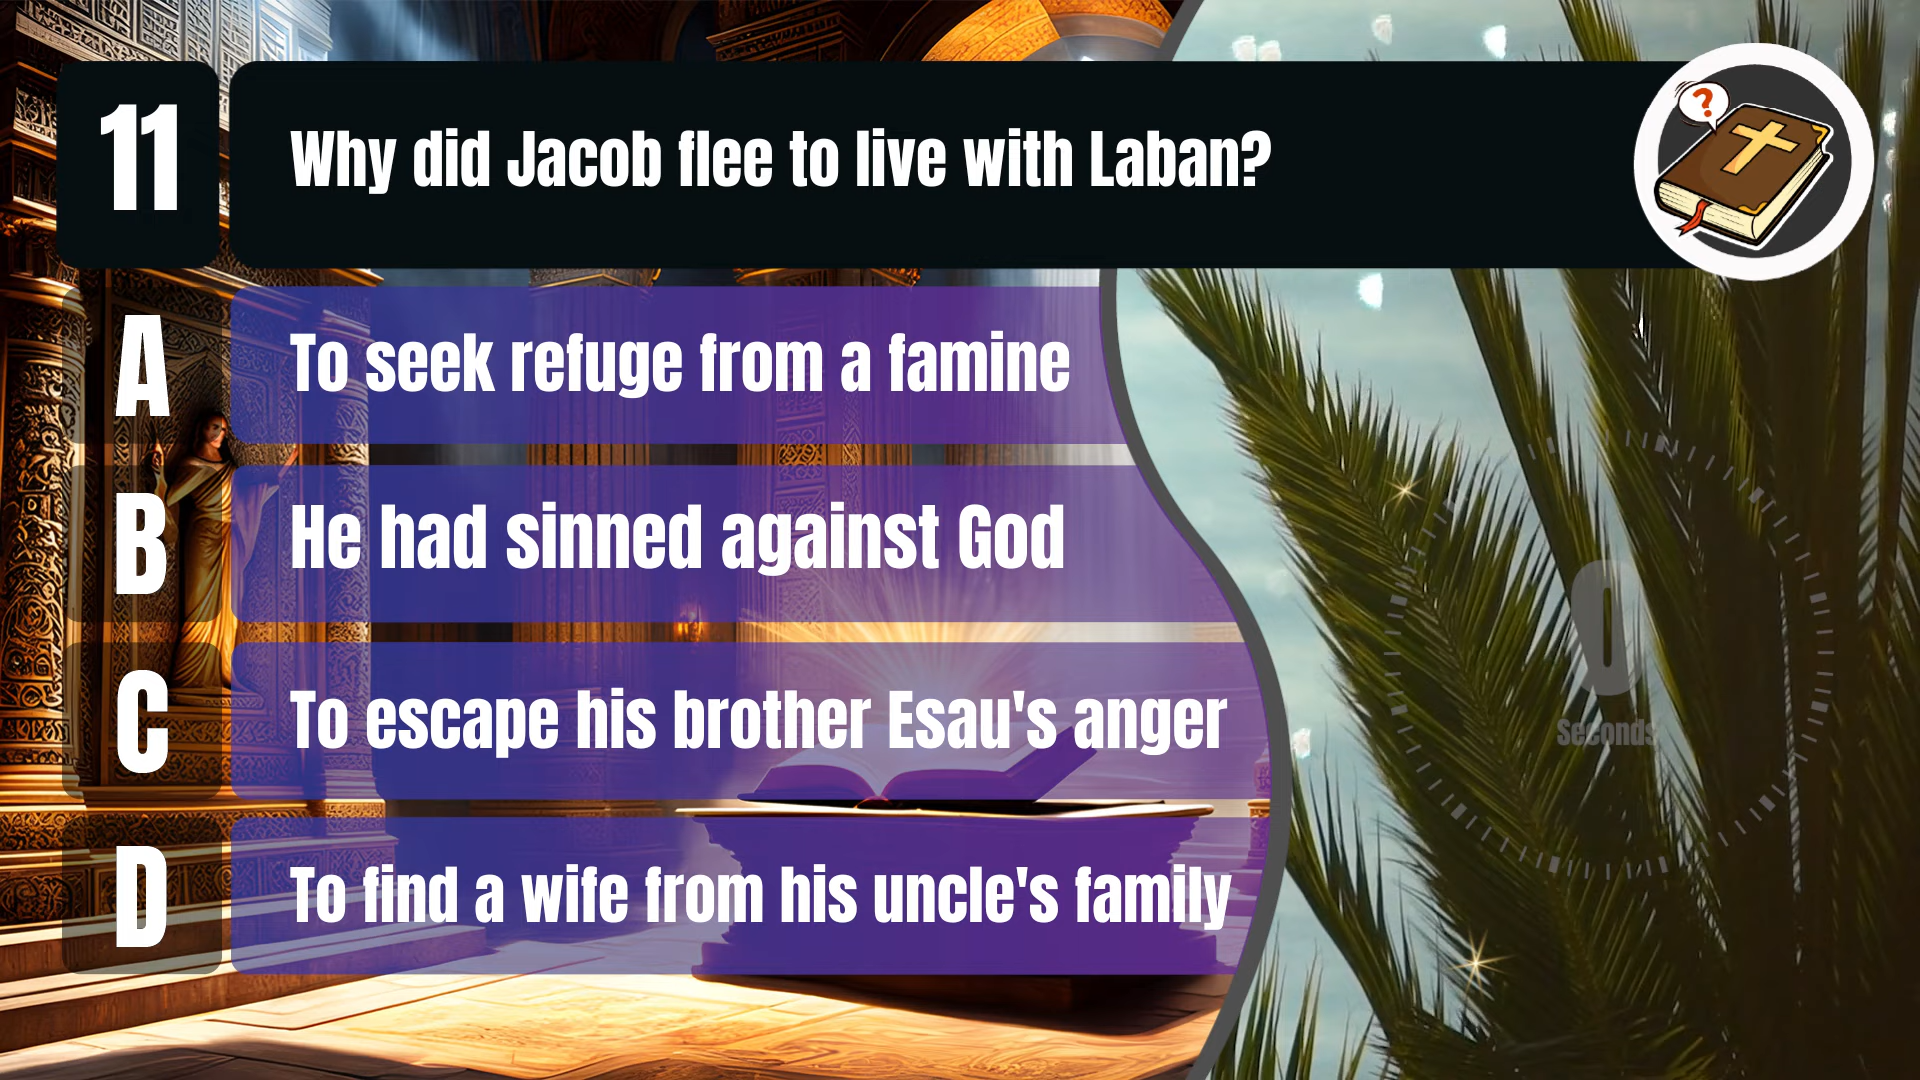 11
Why did Jacob flee to live with Laban?
?
A
To seek refuge from a famine
B
He had sinned against God
C
To escape his brother Esau's anger
D
To find a wife from his uncle's family
0
Seconds